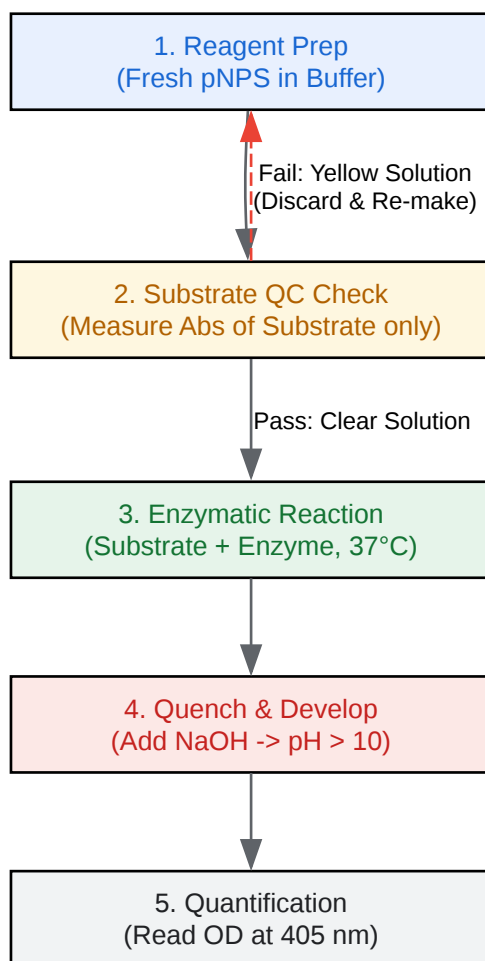 1. Reagent Prep
(Fresh pNPS in Buffer)
Fail: Yellow Solution
(Discard & Re-make)
2. Substrate QC Check
(Measure Abs of Substrate only)
Pass: Clear Solution
3. Enzymatic Reaction
(Substrate + Enzyme, 37°C)
4. Quench & Develop
(Add NaOH -> pH > 10)
5. Quantification
(Read OD at 405 nm)